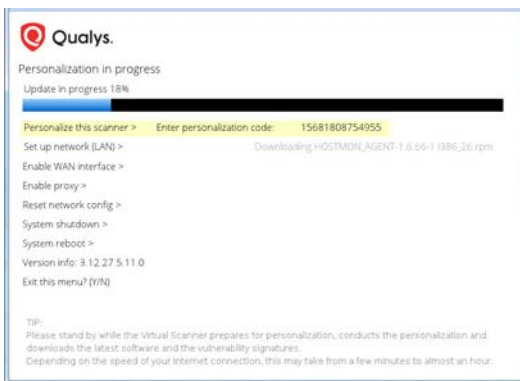 Qualys.
Personalization in progress
Update in progress 18%
Personalize this scanner > Enter personalization code: 15681808754955
Set up network (LAN) > Downloading HOSTMON_AGENT-1.6.66-1.i386_26.rpm
Enable WAN interface >
Enable proxy >
Reset network config >
System shutdown >
System reboot >
Version info: 3.12.27 5.11.0
Exit this menu? (Y/N)
TIP:
Please stand by while the Virtual Scanner prepares for personalization, conducts the personalization and
downloads the latest software and the vulnerability signatures.
Depending on the speed of your Internet connection, this may take from a few minutes to almost an hour.